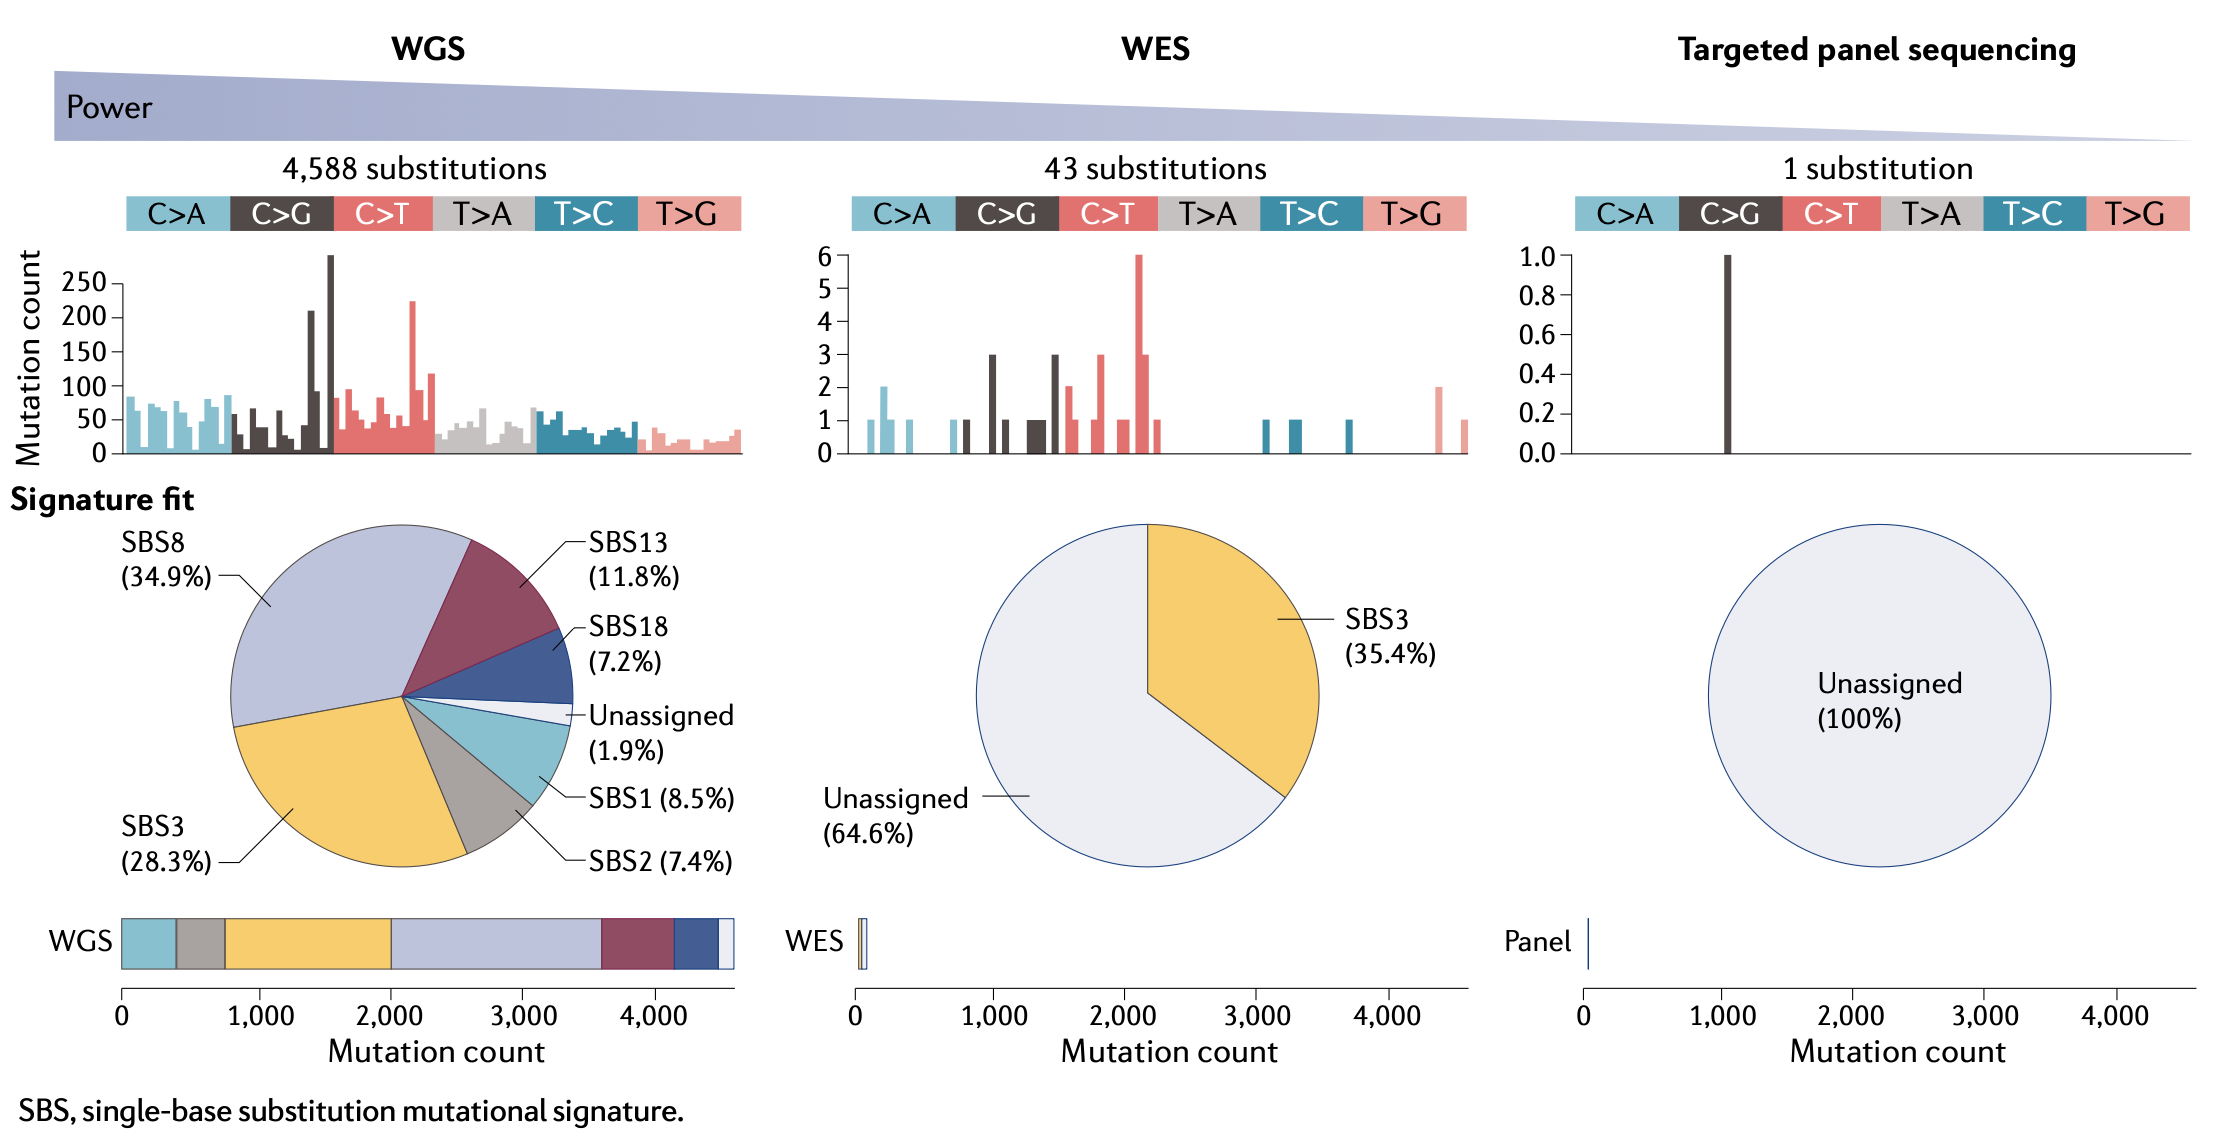 WGS
WES
Targeted panel sequencing
Power
4,588 substitutions
43 substitutions
1 substitution
C>A C>G C>T T>A T>C T>G
C>A C>G C>T T>A T>C T>G
C>A C>G C>T T>A T>C T>G
Mutation count
250
200
150
100
50
0
6
5
4
3
2
1
0
1.0
0.8
0.6
0.4
0.2
0.0
Signature fit
SBS8
(34.9%)
SBS13
(11.8%)
SBS18
(7.2%)
Unassigned
(1.9%)
SBS1 (8.5%)
SBS2 (7.4%)
SBS3
(28.3%)
SBS3
(35.4%)
Unassigned
(64.6%)
Unassigned
(100%)
WGS
0 1,000 2,000 3,000 4,000
Mutation count
WES
0 1,000 2,000 3,000 4,000
Mutation count
Panel
0 1,000 2,000 3,000 4,000
Mutation count
SBS, single-base substitution mutational signature.